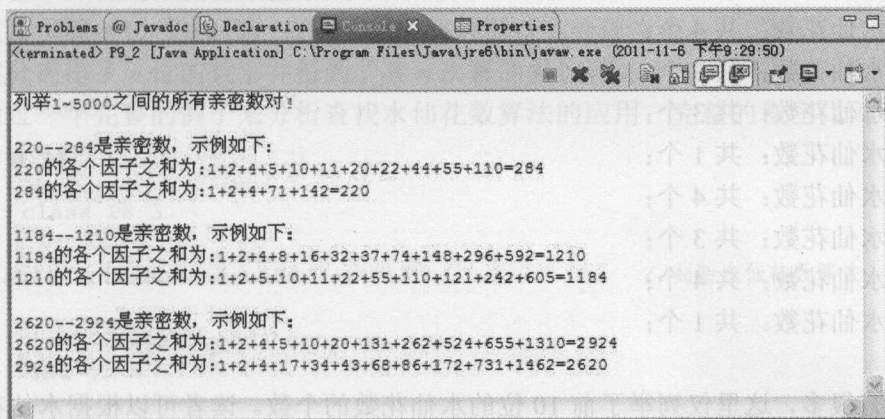 Problems @ Javadoc Declaration Console Properties
<terminated> P9_2 [Java Application] C:\Program Files\Java\jre6\bin\javaw.exe (2011-11-6 下午9:29:50)
列举1~5000之间的所有亲密数对!
220--284是亲密数，示例如下：
220的各个因子之和为:1+2+4+5+10+11+20+22+44+55+110=284
284的各个因子之和为:1+2+4+71+142=220
1184--1210是亲密数，示例如下：
1184的各个因子之和为:1+2+4+8+16+32+37+74+148+296+592=1210
1210的各个因子之和为:1+2+5+10+11+22+55+110+121+242+605=1184
2620--2924是亲密数，示例如下：
2620的各个因子之和为:1+2+4+5+10+20+131+262+524+655+1310=2924
2924的各个因子之和为:1+2+4+17+34+43+68+86+172+731+1462=2620